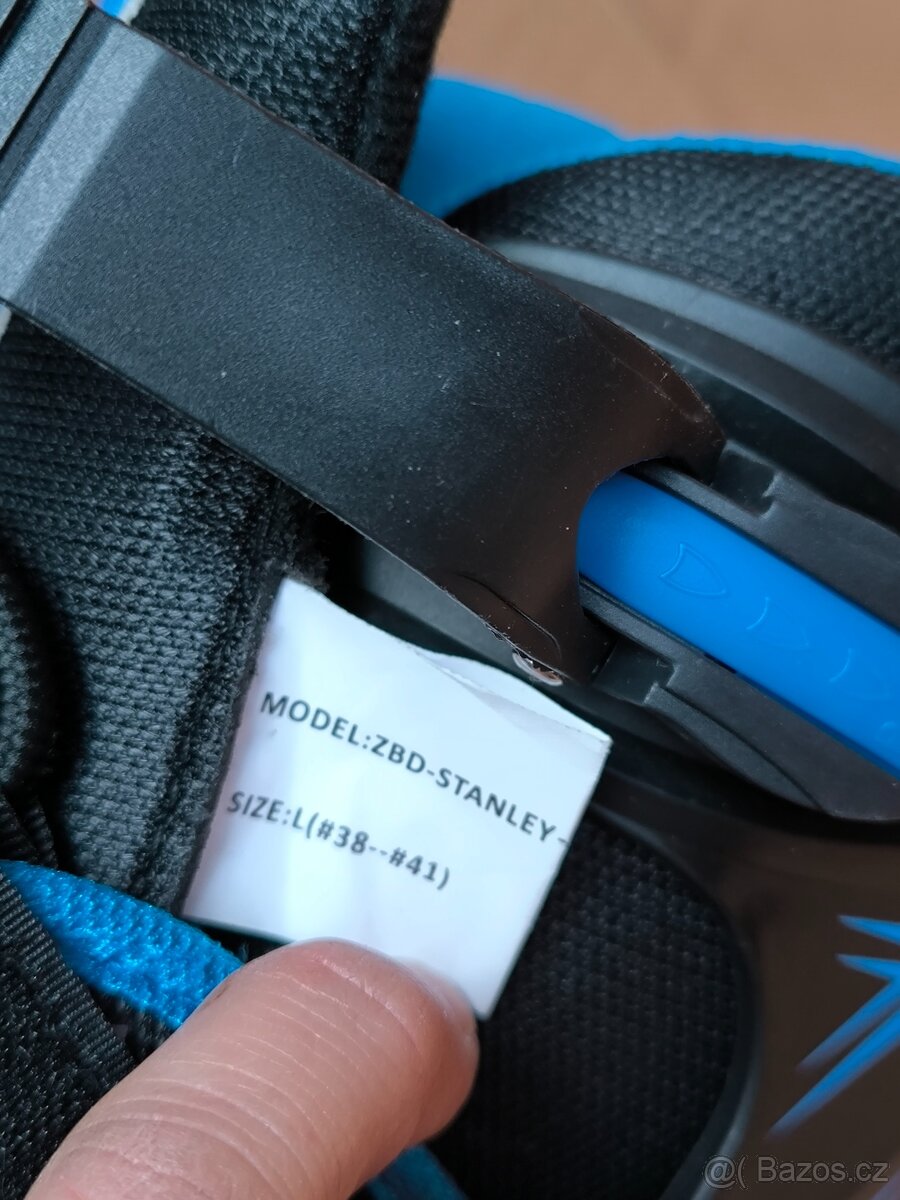 MODEL:ZBD-STANLEY-
SIZE:L(#38--#41)
@( Bazos.cz